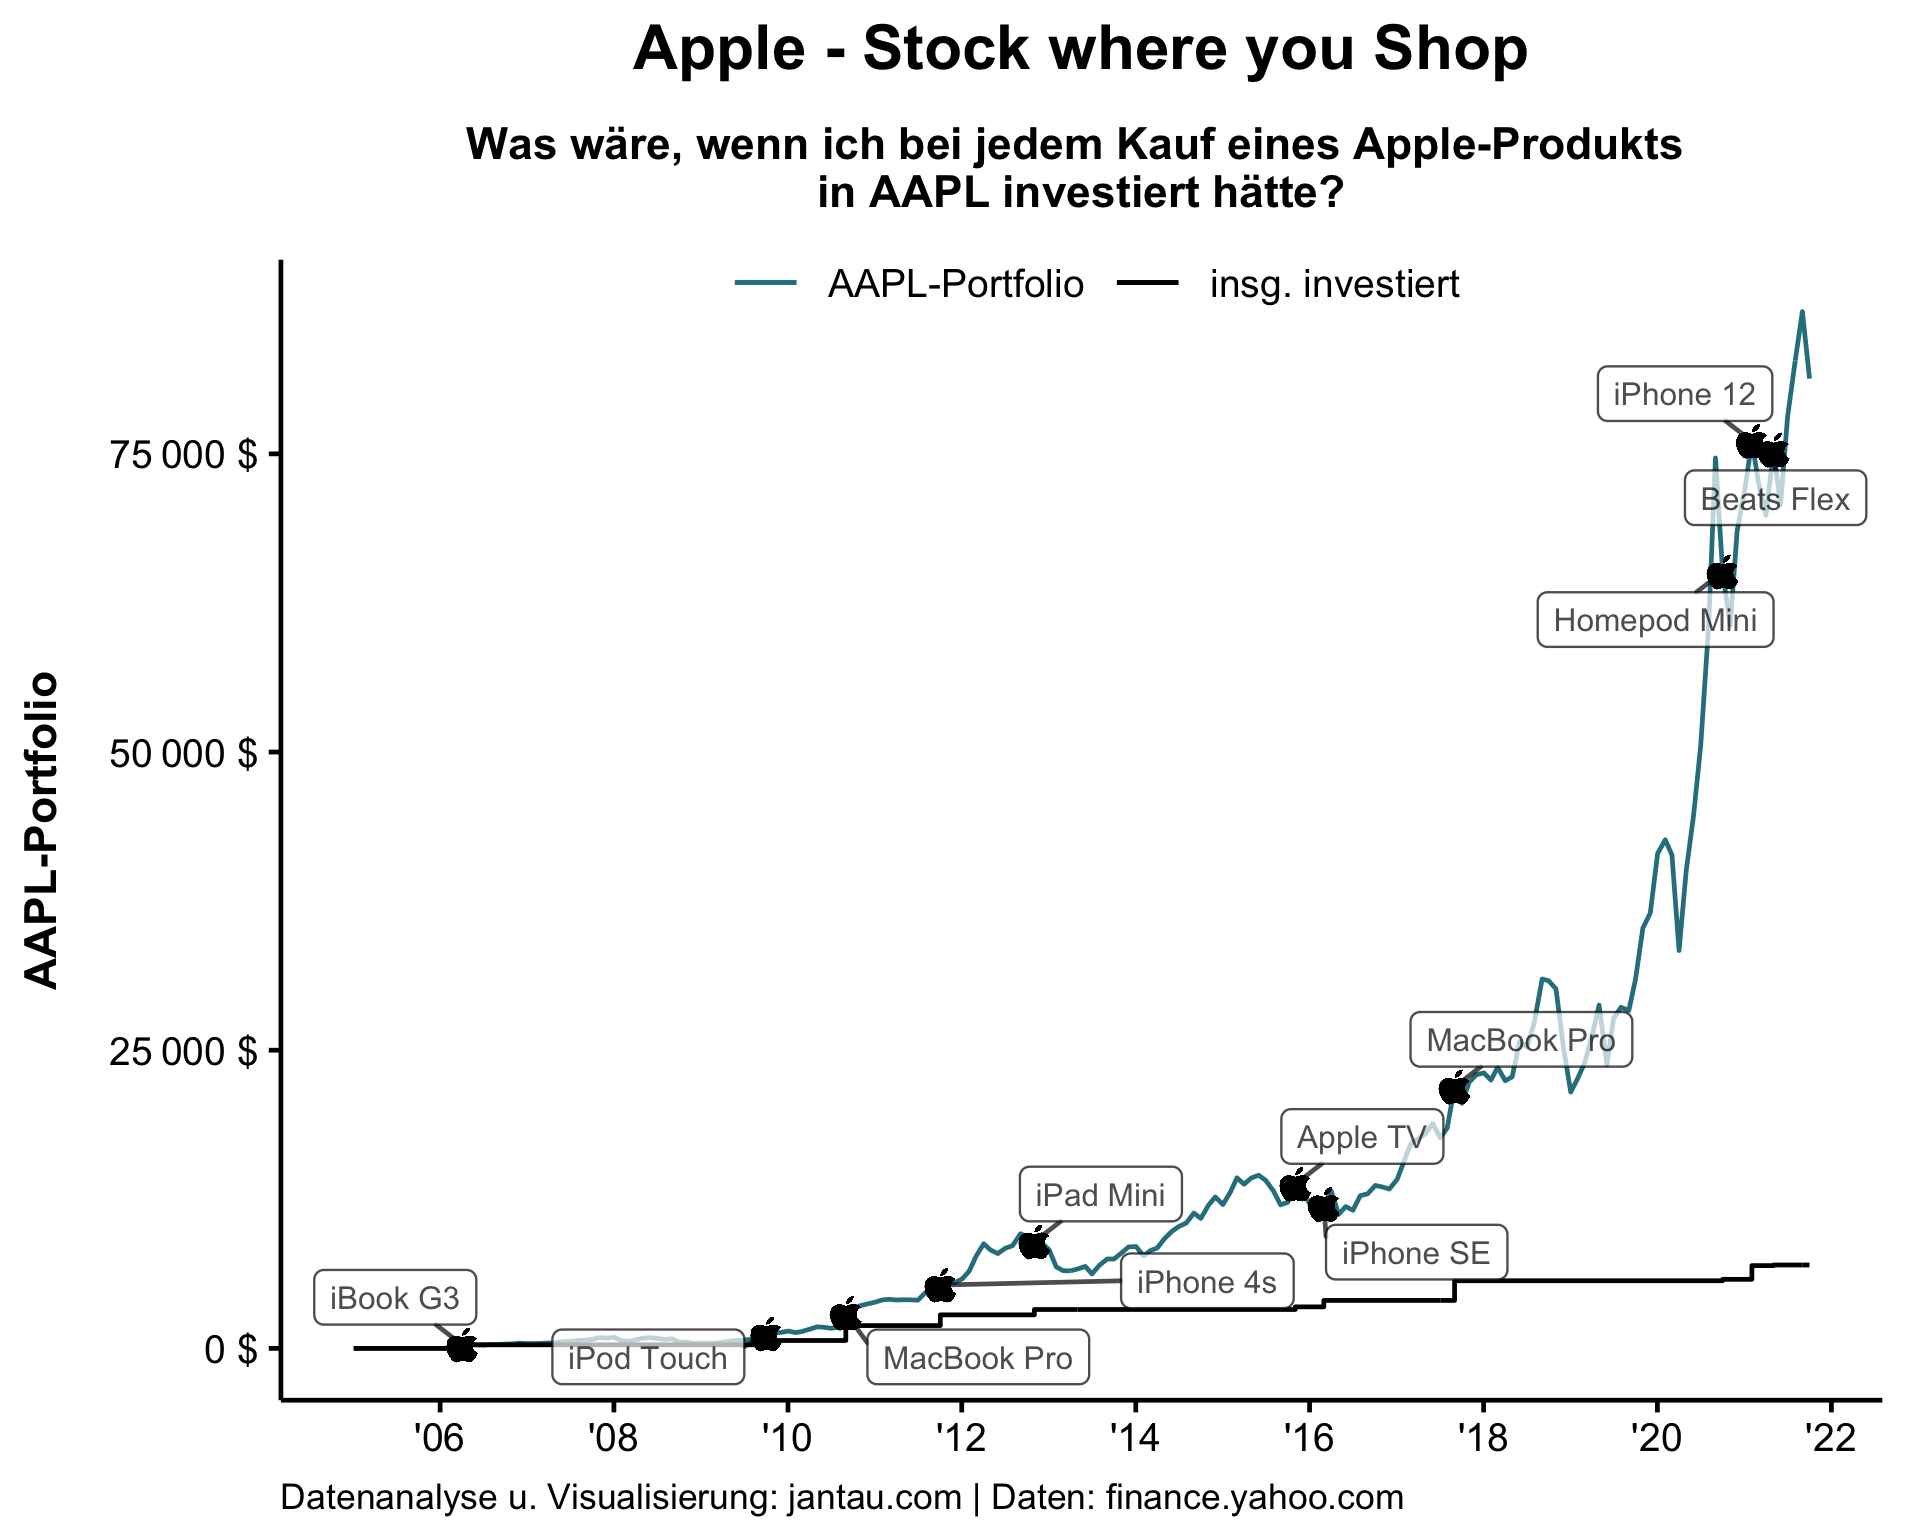 Apple - Stock where you Shop
Was wäre, wenn ich bei jedem Kauf eines Apple-Produkts
in AAPL investiert hätte?
AAPL-Portfolio
insg. investiert
iPhone 12
75 000 $
Beats Flex
Homepod Mini
50 000 $
AAPL-Portfolio
25 000 $
MacBook Pro
Apple TV
iPad Mini
iPhone SE
iPhone 4s
iBook G3
0 $
iPod Touch
MacBook Pro
'06
'08
'10
'12
'14
'16
'18
'20
'22
Datenanalyse u. Visualisierung: jantau.com | Daten: finance.yahoo.com